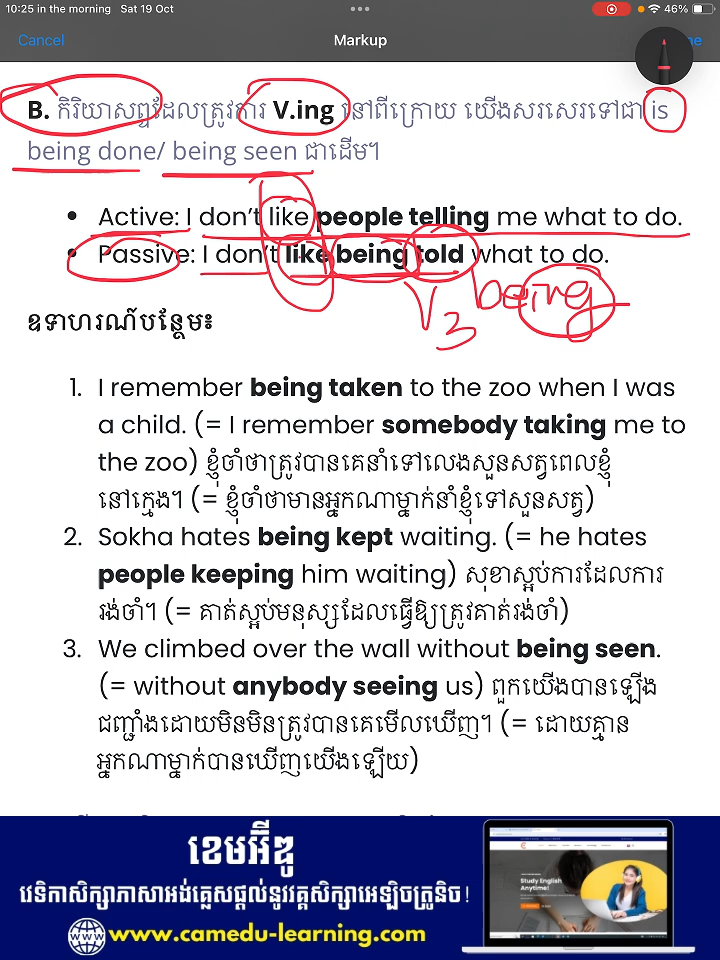 10:25 in the morning Sat 19 Oct
46%
Cancel
Markup
B. កិរិយាសព្ទដែលត្រូវការ V.ing នៅពីក្រោយ យើងសរសេរទៅជា is
being done/ being seen ជាដើម។
• Active: I don't like people telling me what to do.
• Passive: I don't like being told what to do.
V3 being
ឧទាហរណ៍បន្ថែម៖
1. I remember being taken to the zoo when I was
a child. (= I remember somebody taking me to
the zoo) ខ្ញុំចាំថាត្រូវបានគេនាំទៅលេងសួនសត្វពេលខ្ញុំ
នៅក្មេង។ (= ខ្ញុំចាំថាមានអ្នកណាម្នាក់នាំខ្ញុំទៅសួនសត្វ)
2. Sokha hates being kept waiting. (= he hates
people keeping him waiting) សុខាស្អប់ការដែលការ
រង់ចាំ។ (= គាត់ស្អប់មនុស្សដែលធ្វើឱ្យត្រូវគាត់រង់ចាំ)
3. We climbed over the wall without being seen.
(= without anybody seeing us) ពួកយើងបានឡើង
ជញ្ជាំងដោយមិនមិនត្រូវបានគេមើលឃើញ។ (= ដោយគ្មាន
អ្នកណាម្នាក់បានឃើញយើងឡើយ)
ខេមអ៊ីឌូ
វេទិកាសិក្សាភាសាអង់គ្លេសផ្តល់នូវវគ្គសិក្សាអេឡិចត្រូនិច!
www.camedu-learning.com
Study English
Anytime!